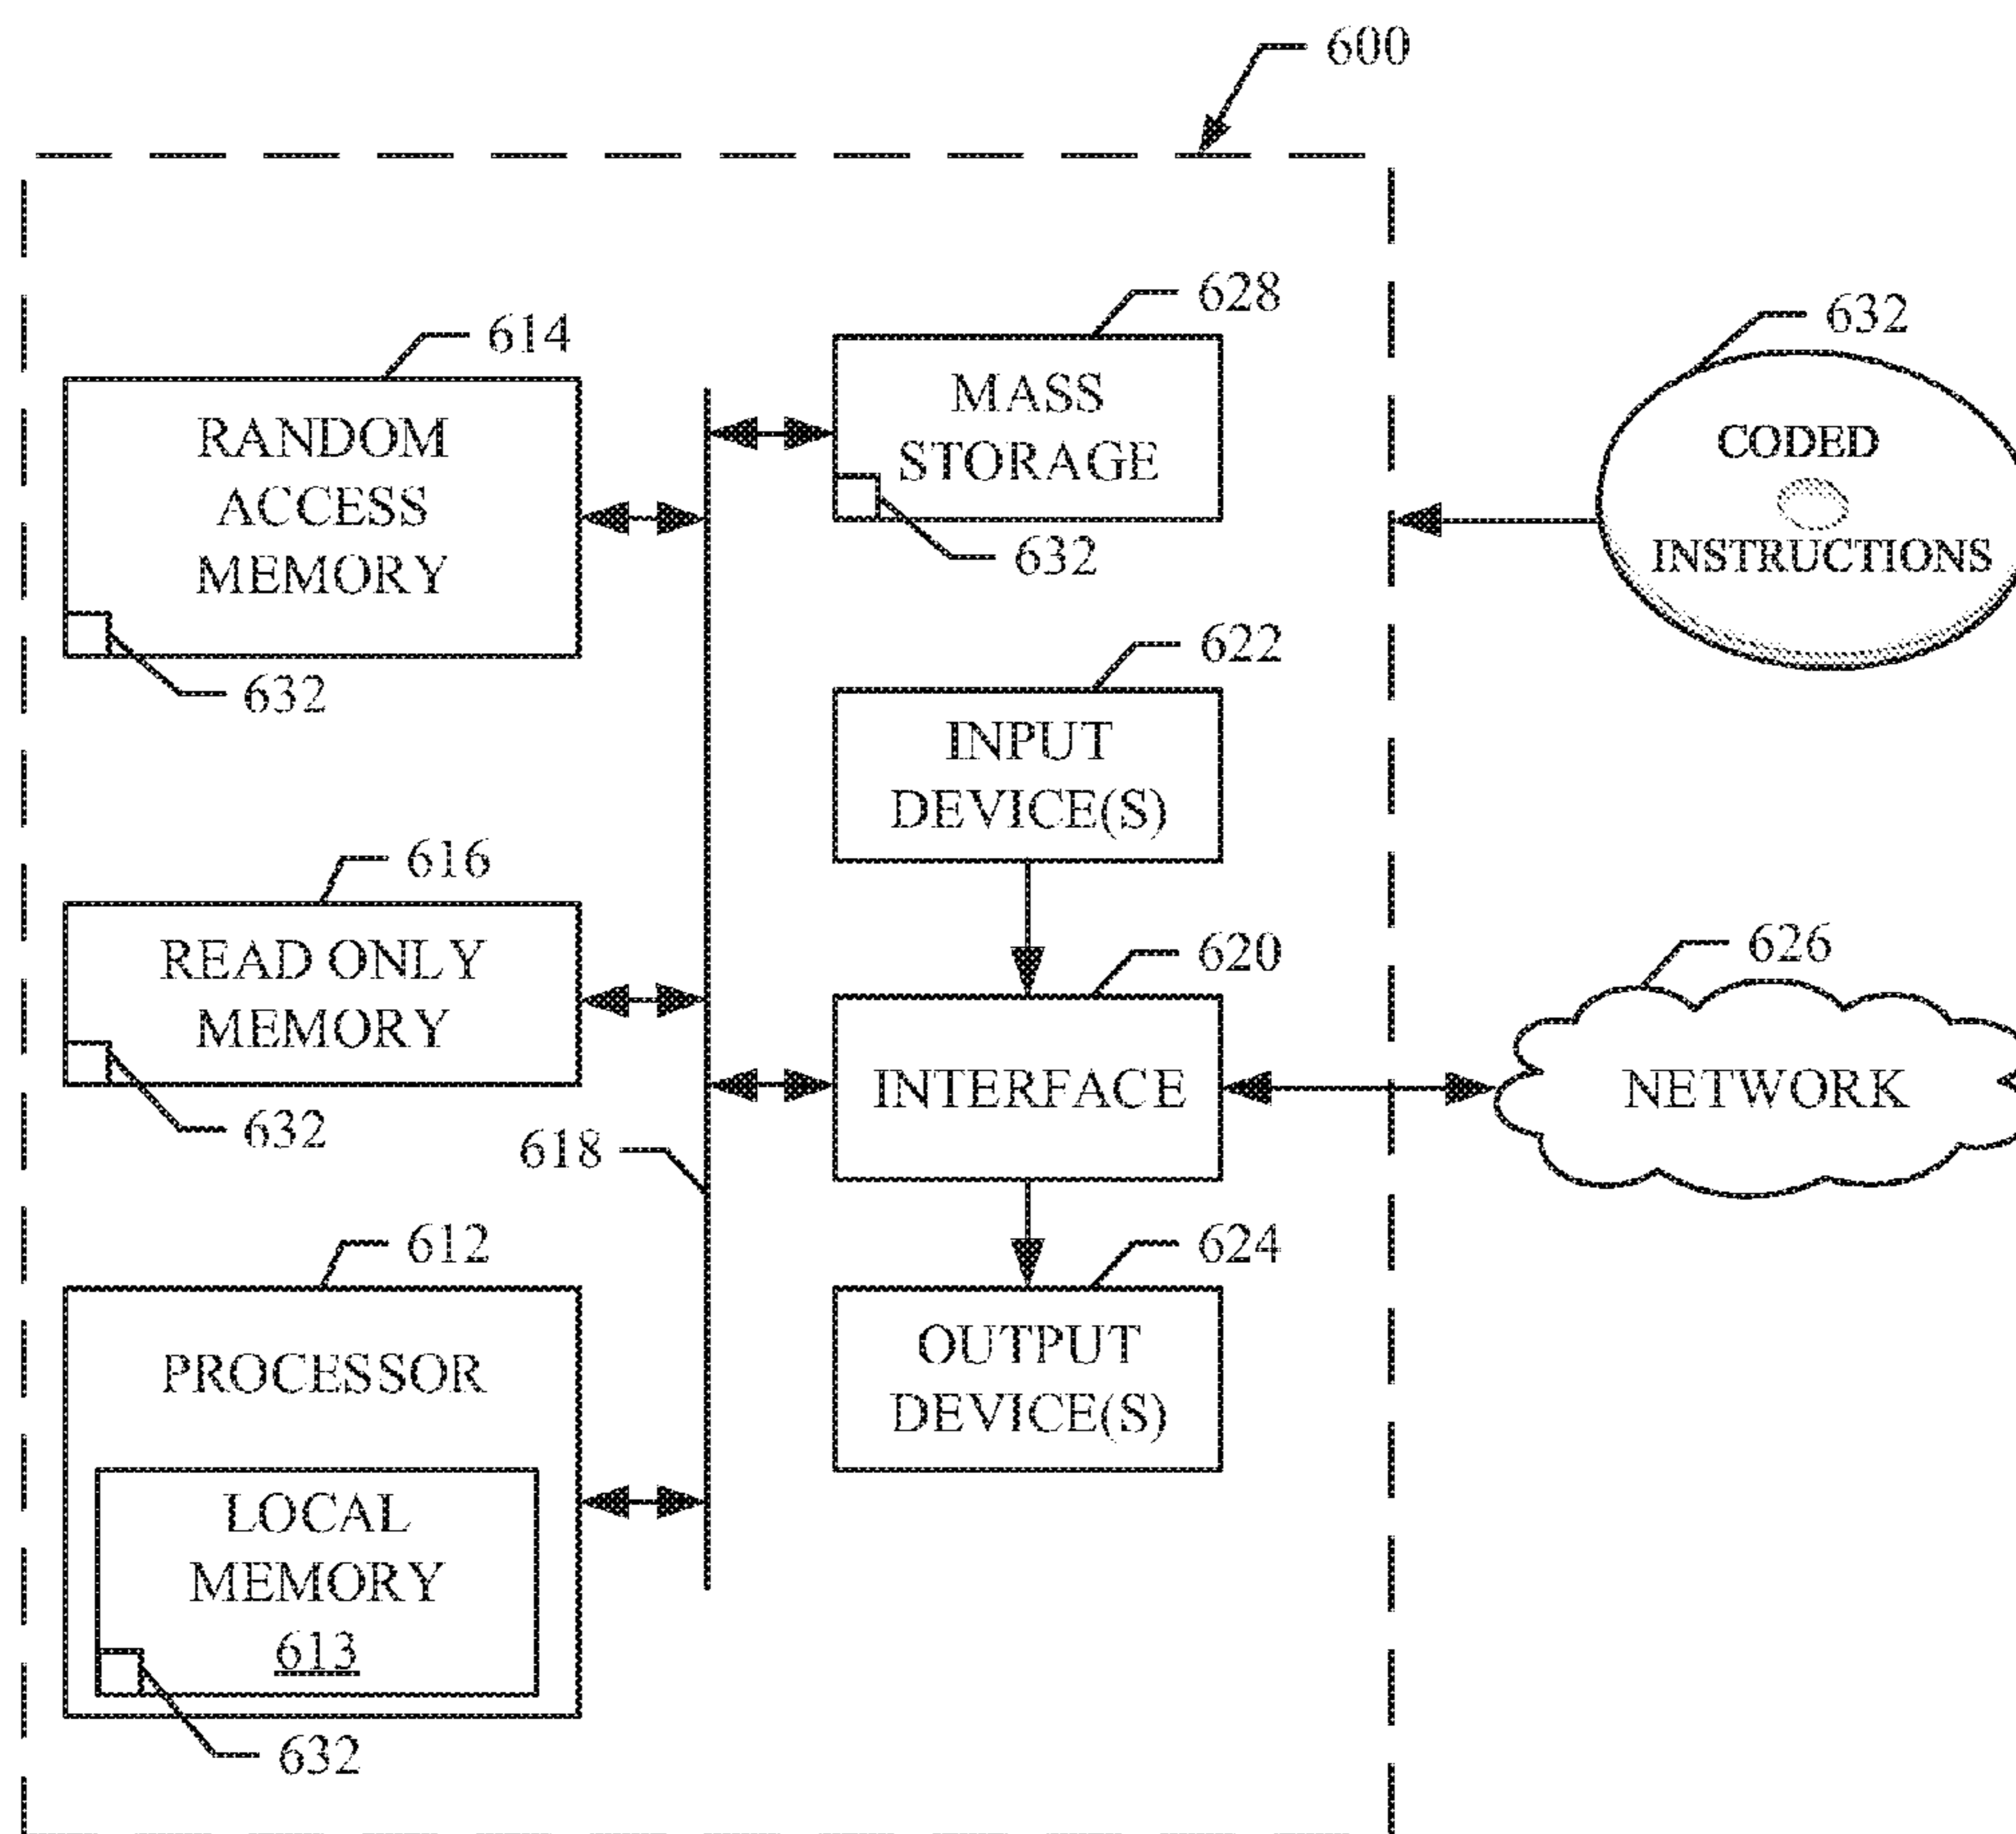 600
614
RANDOM
ACCESS
MEMORY
632
628
MASS
STORAGE
632
632
CODED
INSTRUCTIONS
622
INPUT
DEVICE(S)
616
READ ONLY
MEMORY
632
618
620
INTERFACE
626
NETWORK
612
PROCESSOR
LOCAL
MEMORY
613
632
624
OUTPUT
DEVICE(S)